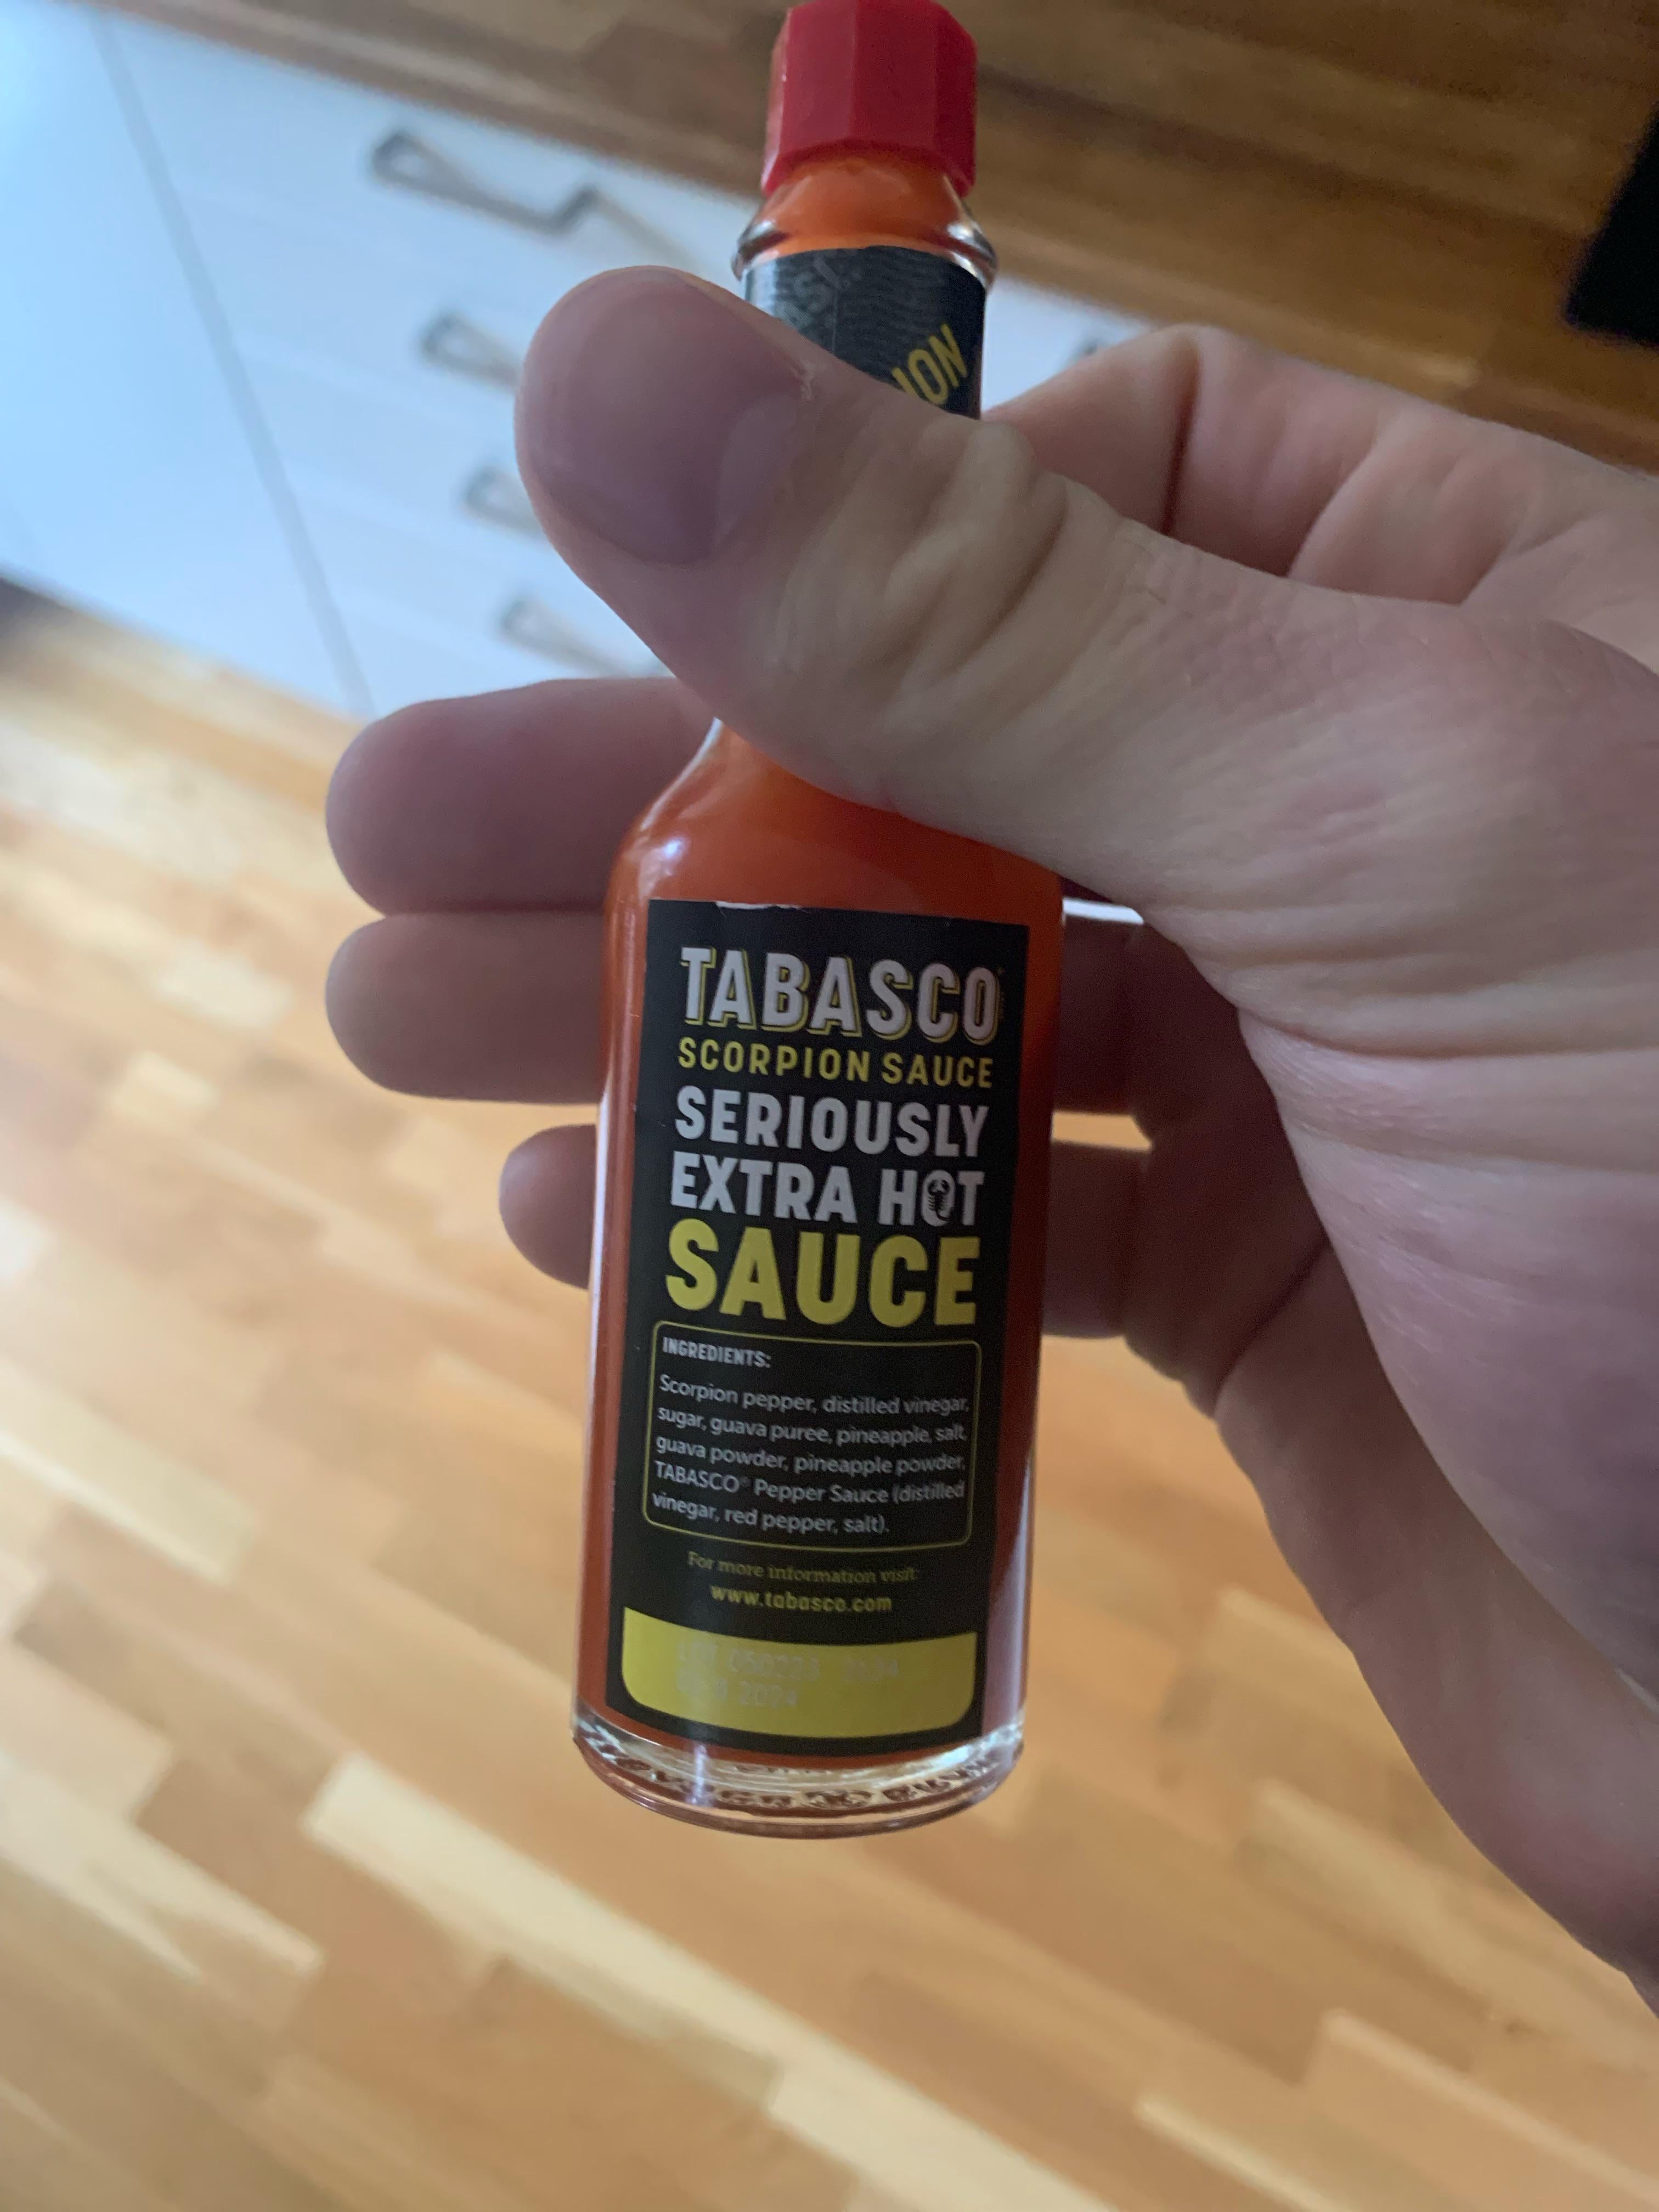 ION
TABASCO®
SCORPION SAUCE
SERIOUSLY
EXTRA HOT
SAUCE
INGREDIENTS:
Scorpion pepper, distilled vinegar,
sugar, guava puree, pineapple, salt,
guava powder, pineapple powder,
TABASCO® Pepper Sauce (distilled
vinegar, red pepper, salt).
For more information visit:
www.tabasco.com